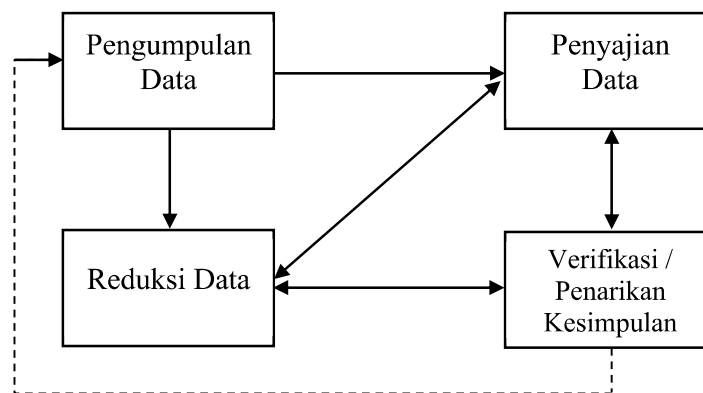 Pengumpulan
Data
Penyajian
Data
Reduksi Data
Verifikasi /
Penarikan
Kesimpulan